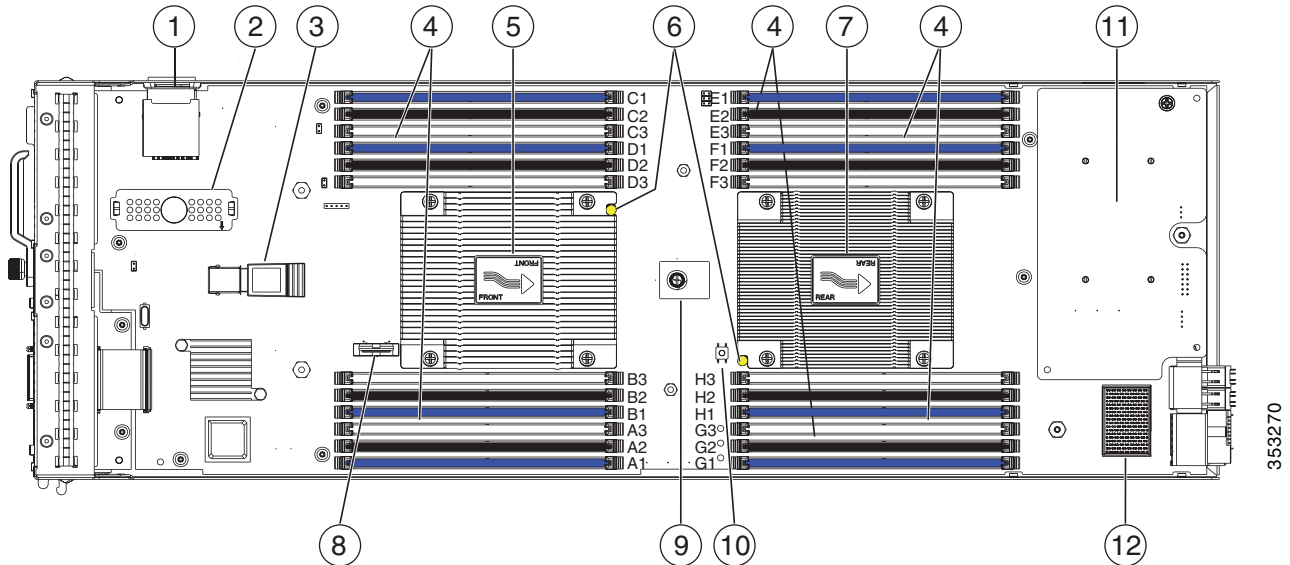 1 2 3 4 5 6 4 7 4 11
C1 E1
C2 E2
C3 E3
D1 F1
D2 F2
D3 F3
FRONT REAR
FRONT REAR
B3 H3
B2 H2
B1 H1
A3 G3
A2 G2
A1 G1
353270
8 9 10 12